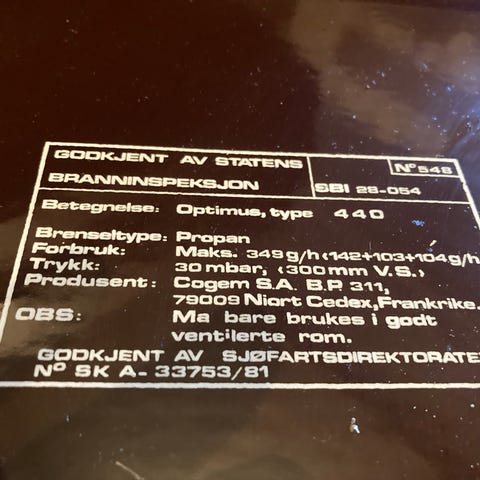 GODKJENT AV STATENS
BRANNINSPEKSJON
Nº 548
SBI 28-054
Betegnelse: Optimus, type 440
Brenseltype: Propan
Forbruk: Maks. 349 g/h (142+103+104 g/h
Trykk: 30 mbar, (300 mm V.S.)
Produsent: Cogem S.A. B.P. 311,
79009 Niort Cedex, Frankrike.
OBS: Ma bare brukes i godt
ventilerte rom.
GODKJENT AV SJØFARTSDIREKTORATE
Nº SK A- 33753/81